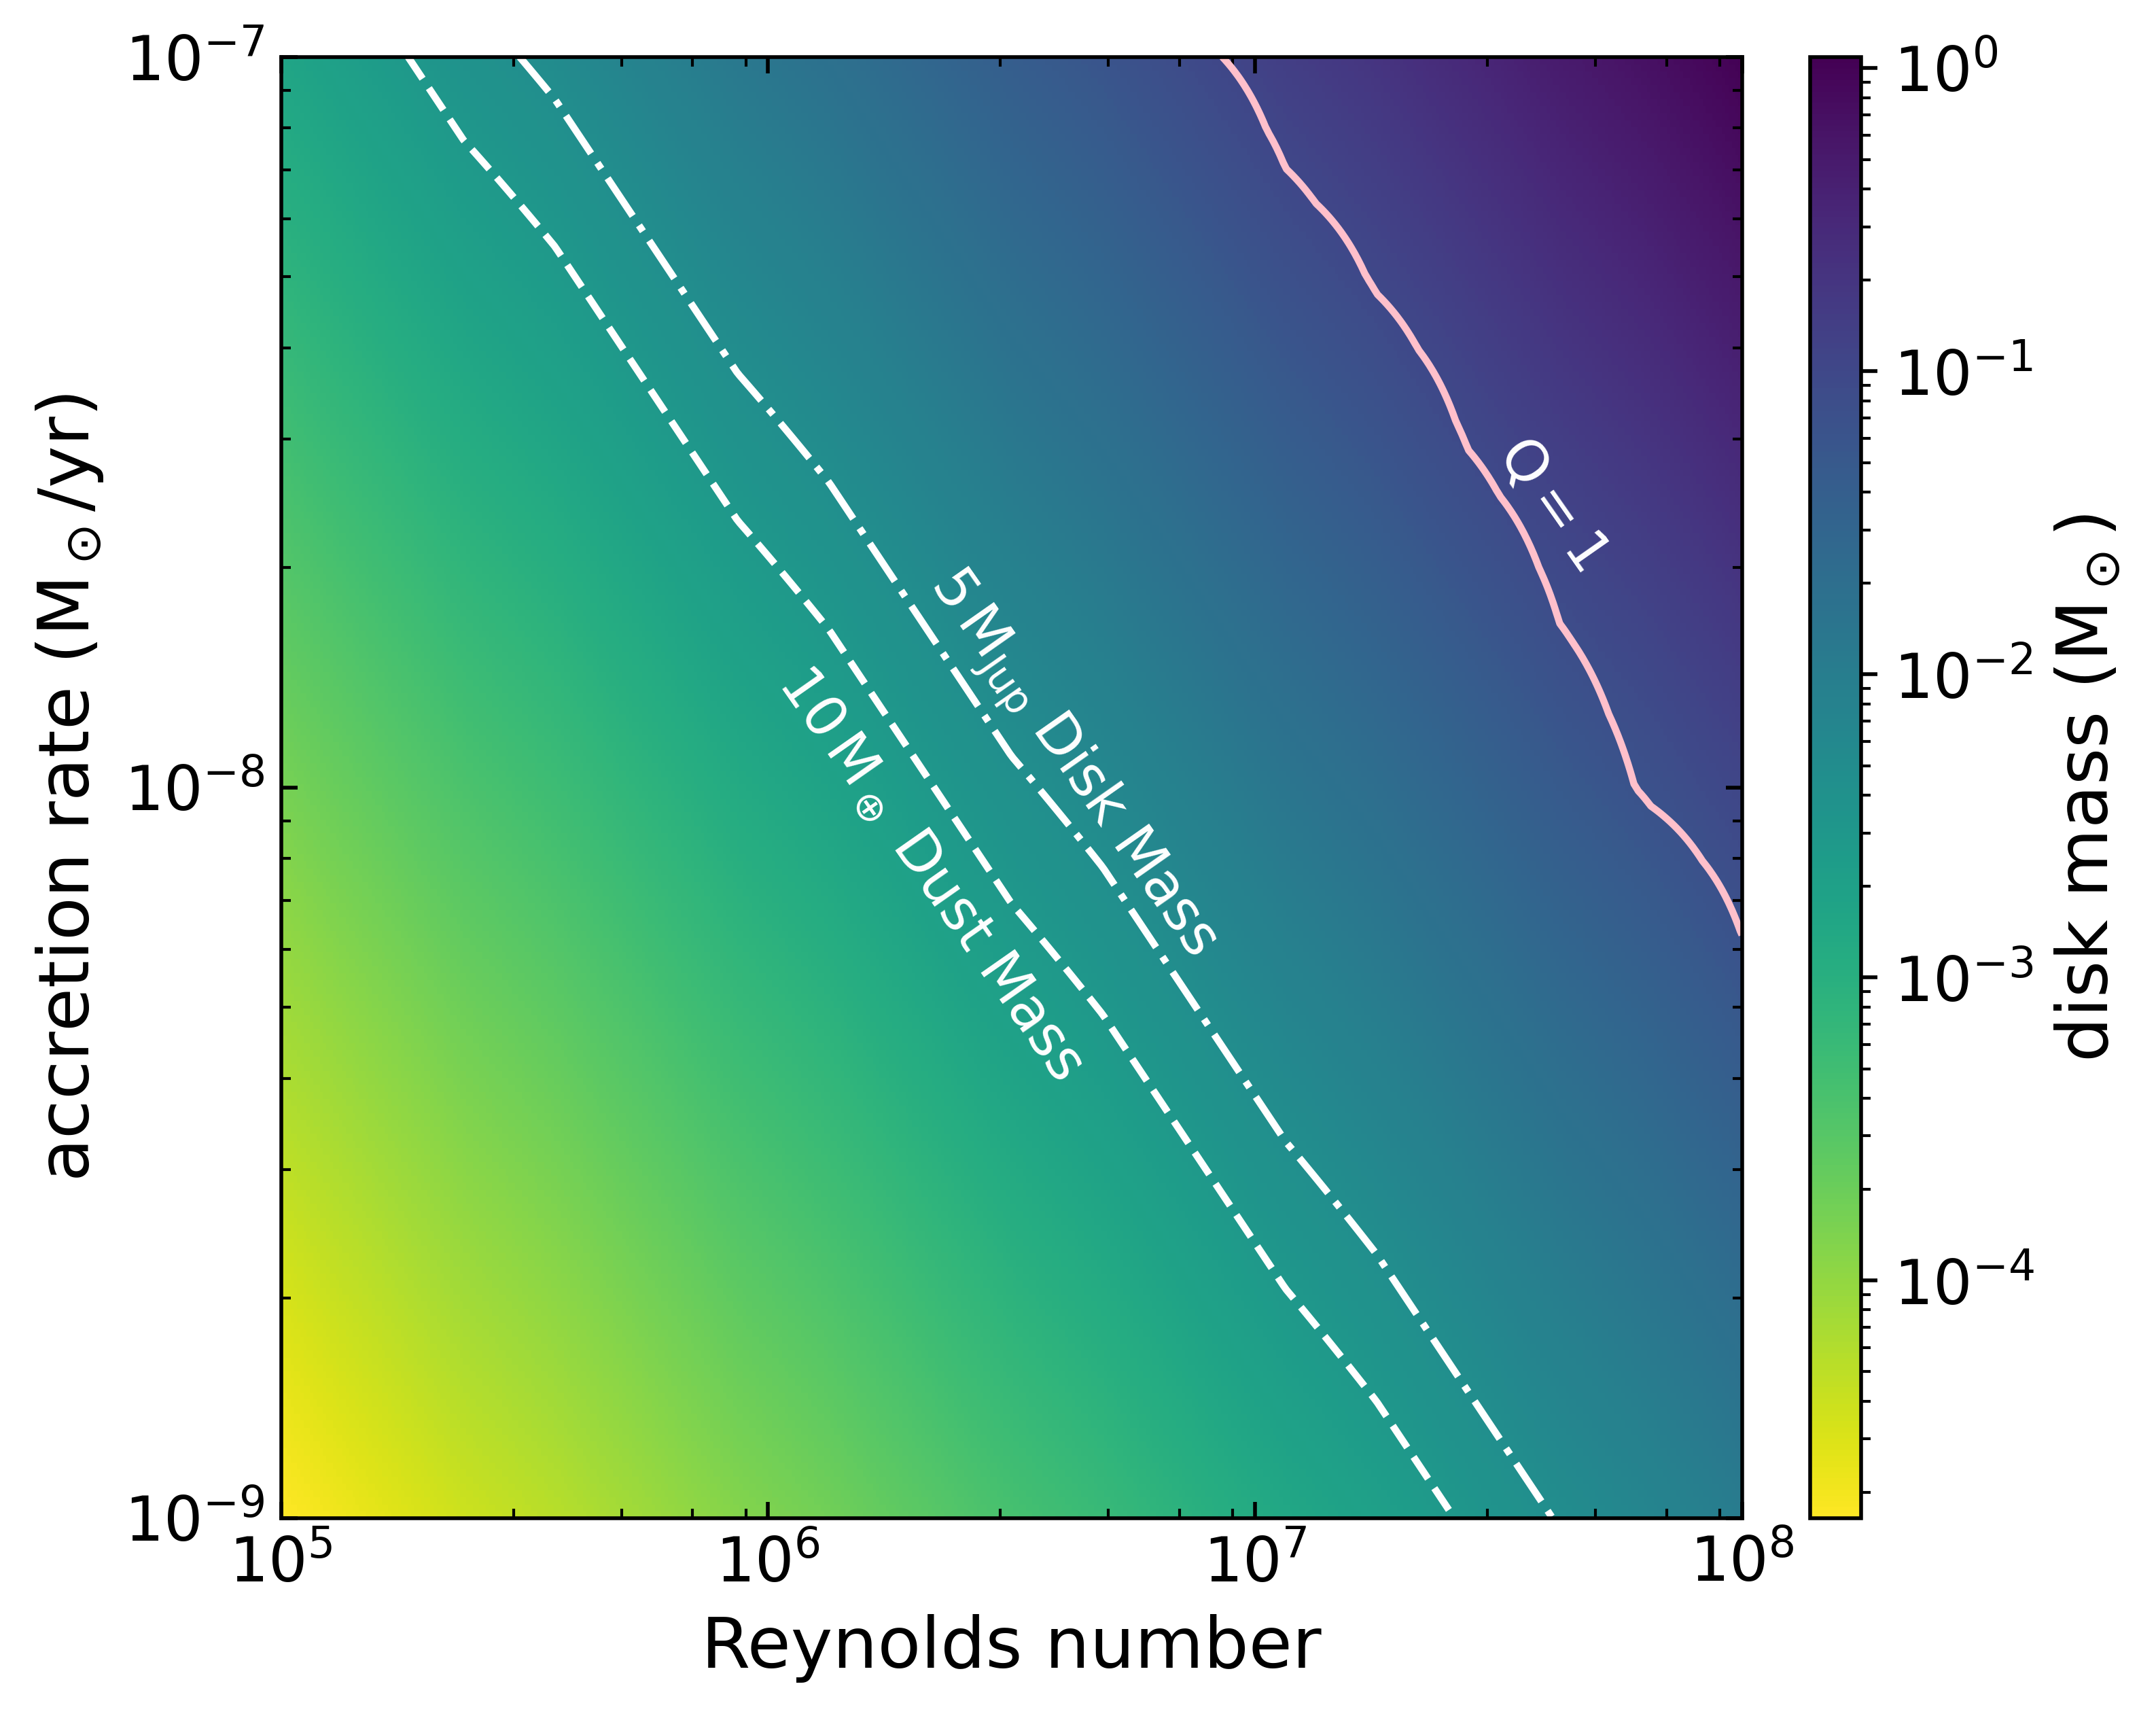 10⁻⁷
10⁻⁸
10⁻⁹
accretion rate (M☉/yr)
10⁵
10⁶
10⁷
10⁸
Reynolds number
Q = 1
5 M_Jup Disk Mass
10M⊕ Dust Mass
10⁰
10⁻¹
10⁻²
10⁻³
10⁻⁴
disk mass (M☉)